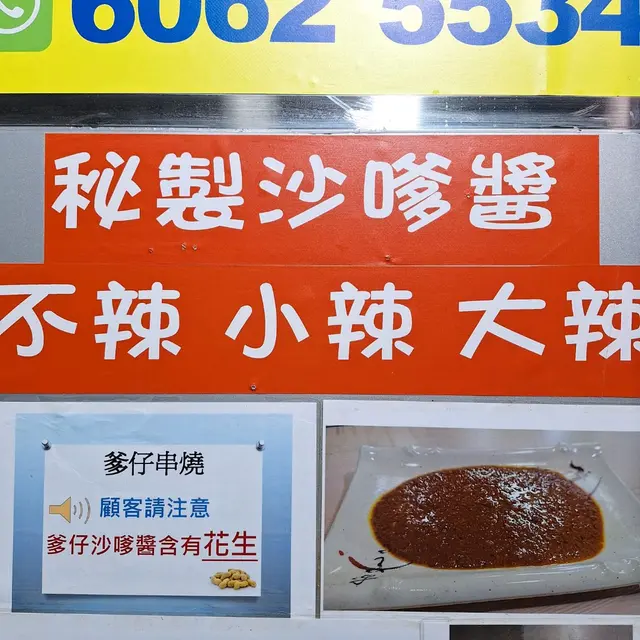 6062 5534
秘製沙嗲醬
不辣 小辣 大辣
爹仔串燒
顧客請注意
爹仔沙嗲醬含有花生